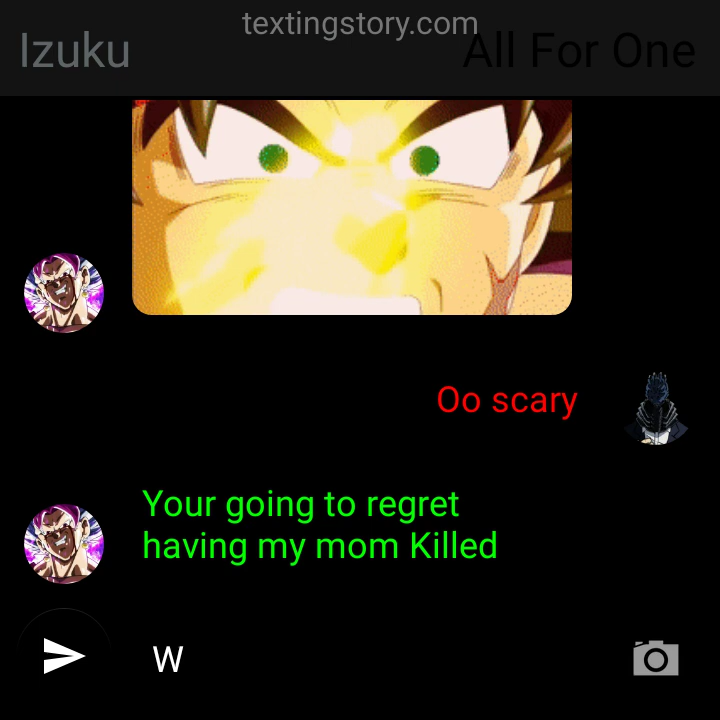 textingstory.com
Izuku
All For One
Oo scary
Your going to regret
having my mom Killed
W